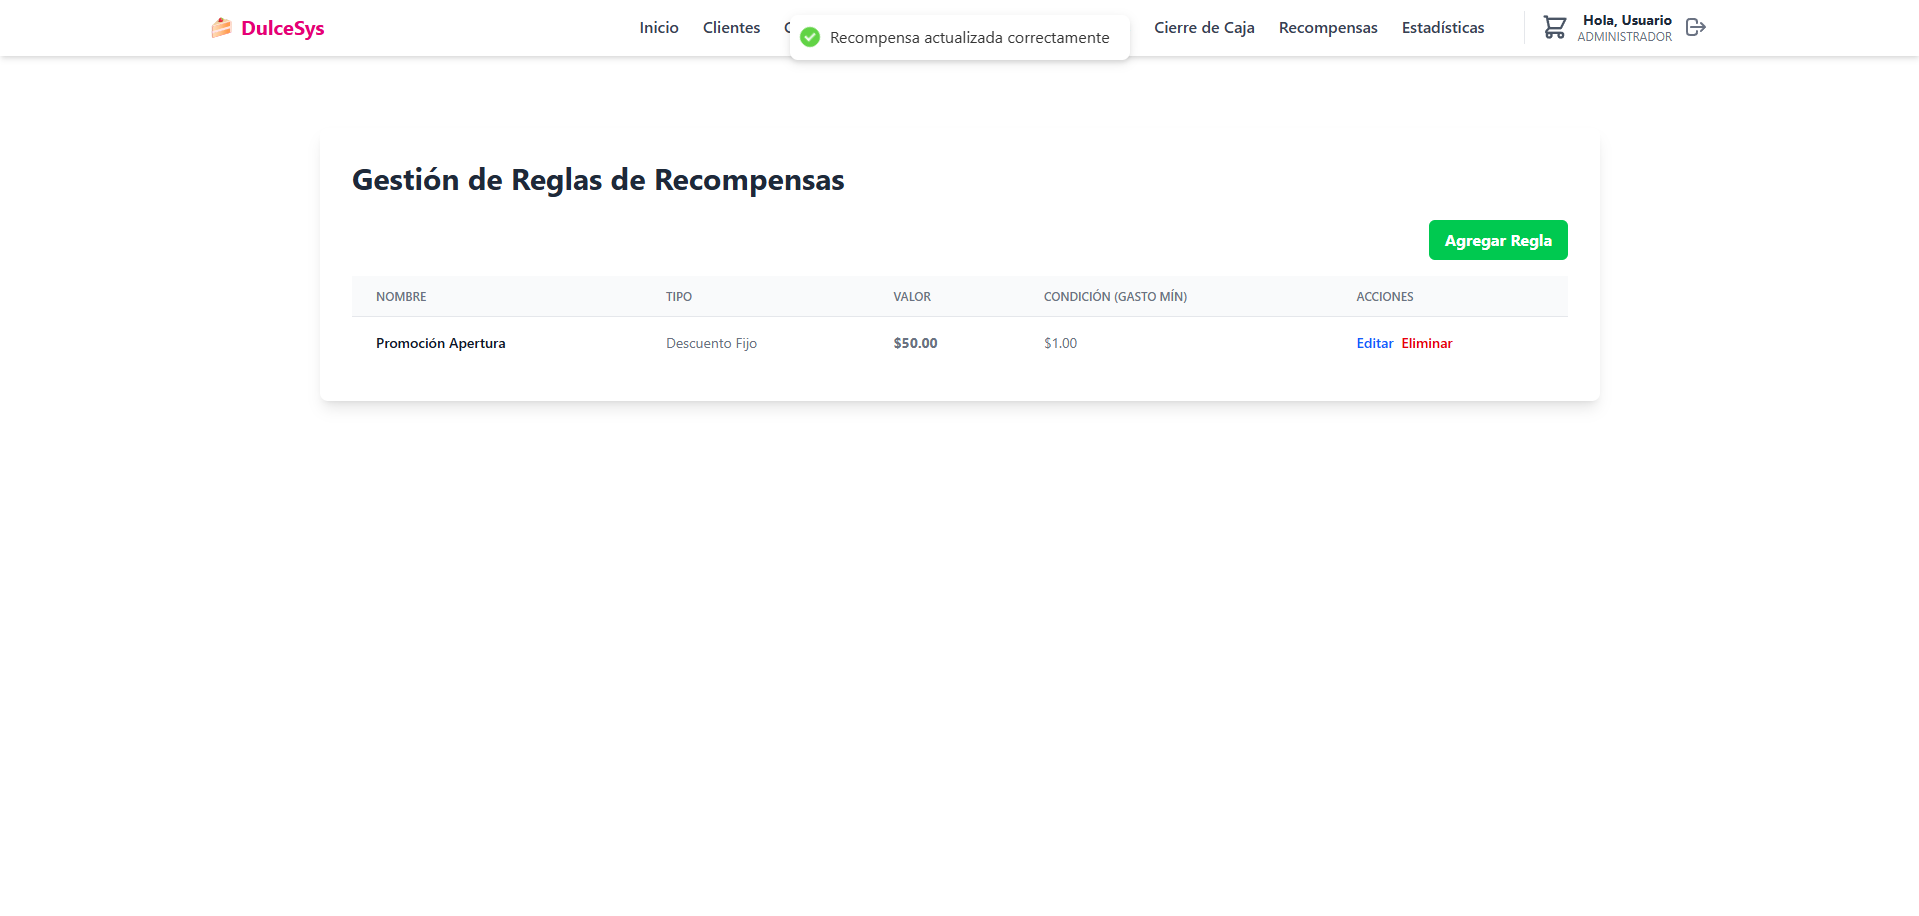 DulceSys
Inicio Clientes Recompensa actualizada correctamente Cierre de Caja Recompensas Estadísticas Hola, Usuario
ADMINISTRADOR
Gestión de Reglas de Recompensas
Agregar Regla
NOMBRE TIPO VALOR CONDICIÓN (GASTO MÍN) ACCIONES
Promoción Apertura Descuento Fijo $50.00 $1.00 Editar Eliminar